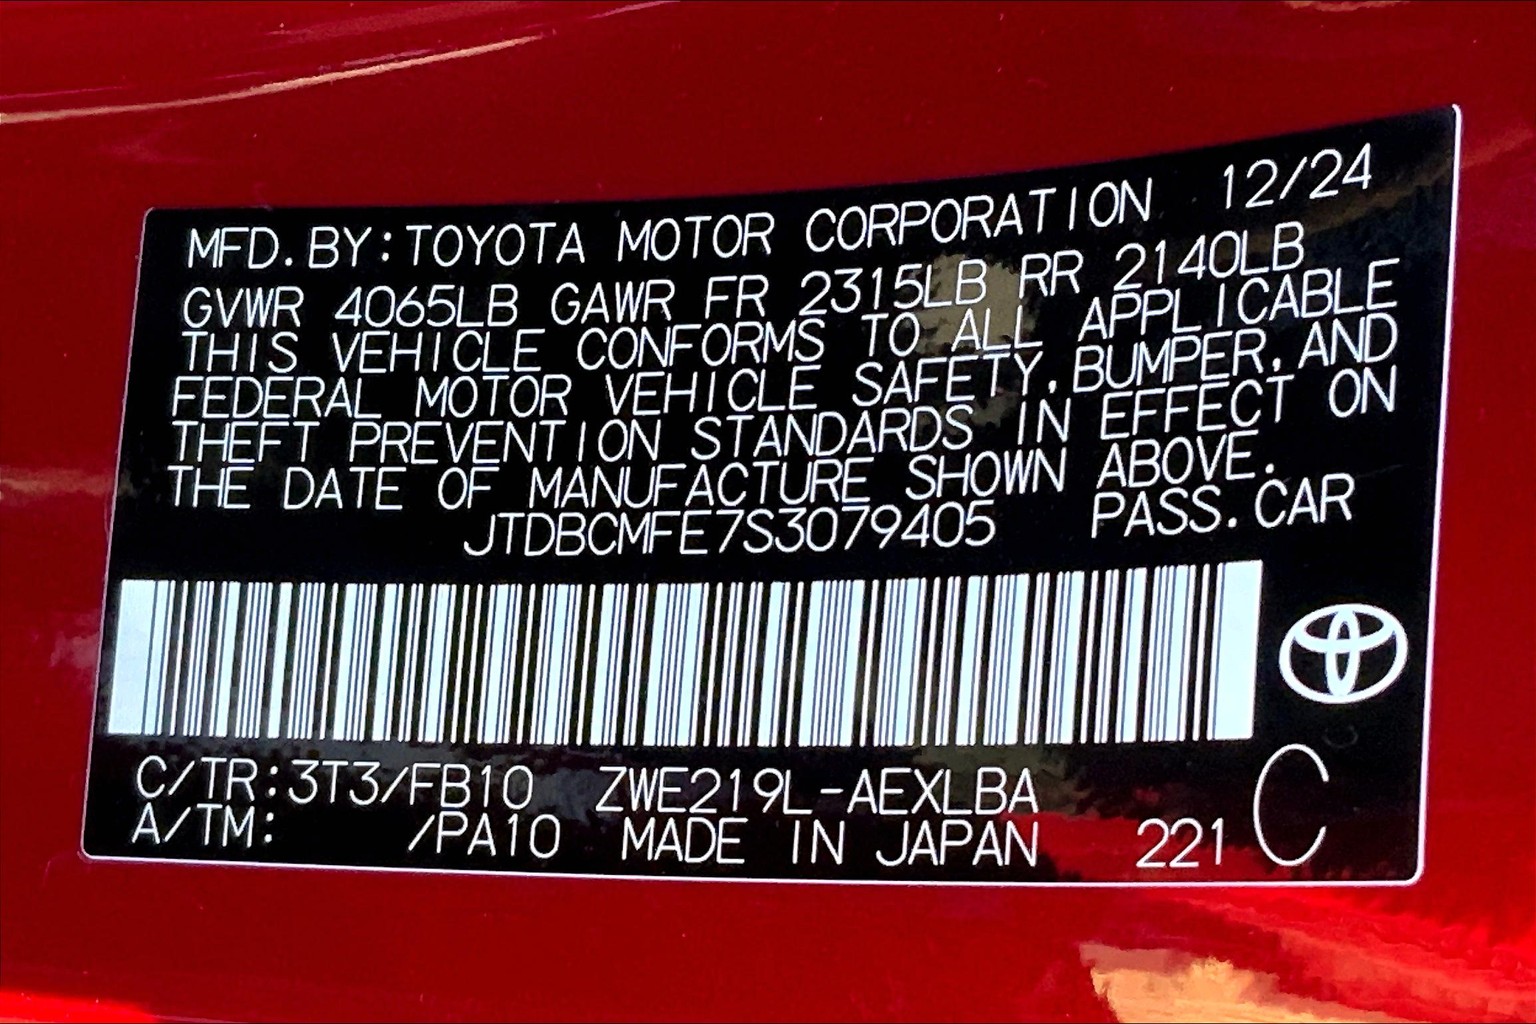 MFD. BY: TOYOTA MOTOR CORPORATION 12/24
GVWR 4065LB GAWR FR 2315LB RR 2140LB
THIS VEHICLE CONFORMS TO ALL APPLICABLE
FEDERAL MOTOR VEHICLE SAFETY, BUMPER, AND
THEFT PREVENTION STANDARDS IN EFFECT ON
THE DATE OF MANUFACTURE SHOWN ABOVE.
JTDBCMFE7S3079405 PASS. CAR
C/TR: 3T3/FB10 ZWE219L-AEXLBA
A/TM: /PA10 MADE IN JAPAN 221 C